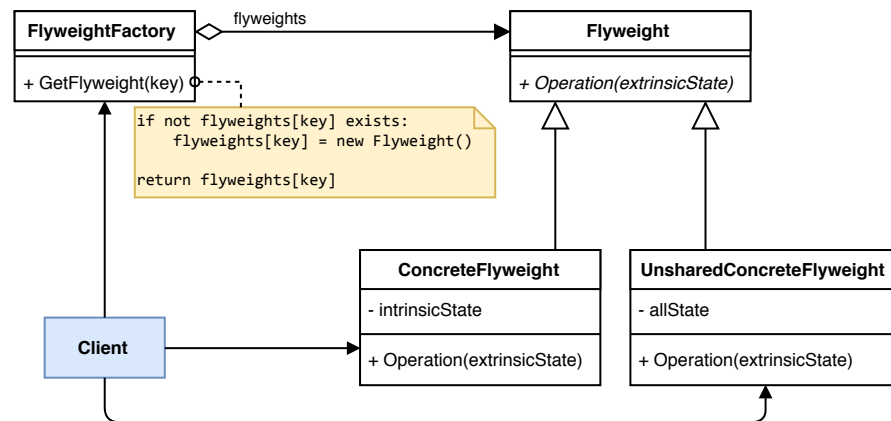 flyweights
FlyweightFactory
Flyweight
+ GetFlyweight(key)
+ Operation(extrinsicState)
if not flyweights[key] exists:
    flyweights[key] = new Flyweight()
return flyweights[key]
ConcreteFlyweight
UnsharedConcreteFlyweight
- intrinsicState
- allState
Client
+ Operation(extrinsicState)
+ Operation(extrinsicState)